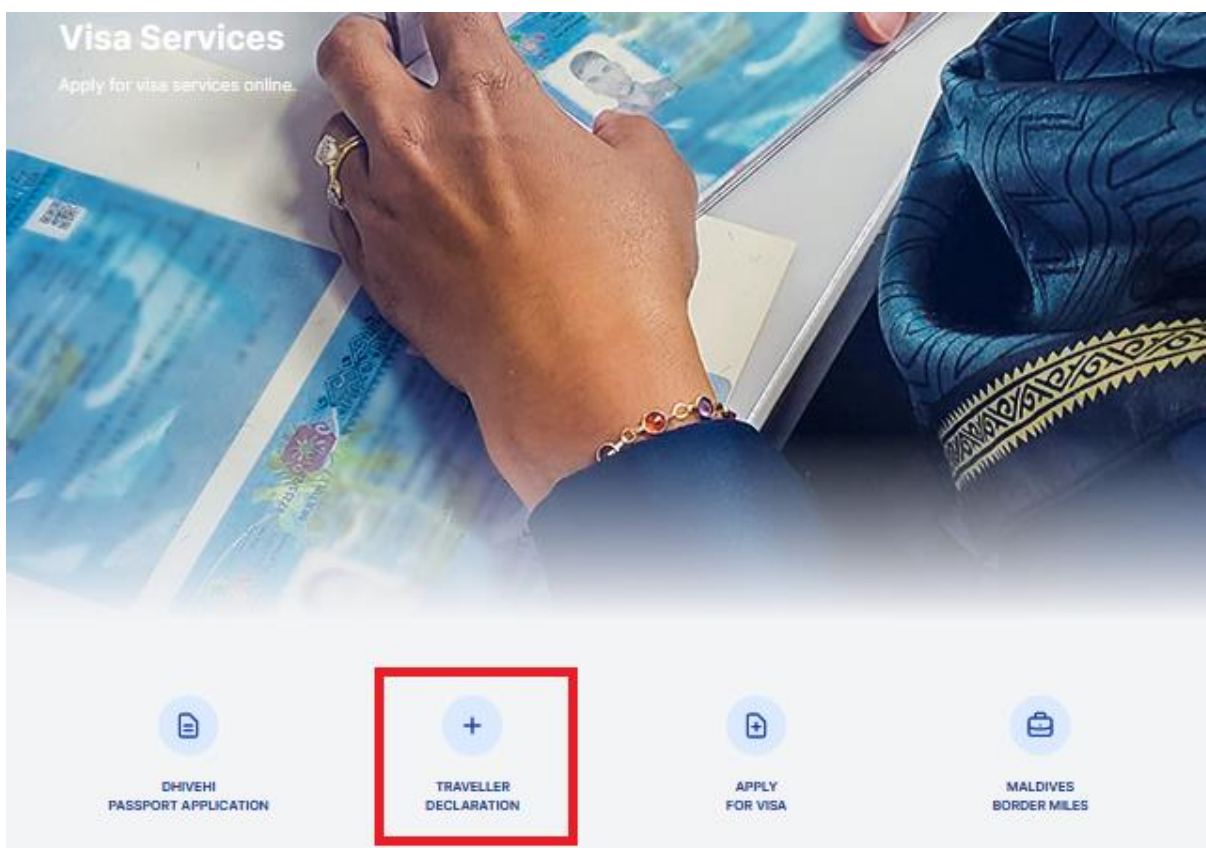 Visa Services
Apply for visa services online.
DHIVEHI
PASSPORT APPLICATION
TRAVELLER
DECLARATION
APPLY
FOR VISA
MALDIVES
BORDER MILES